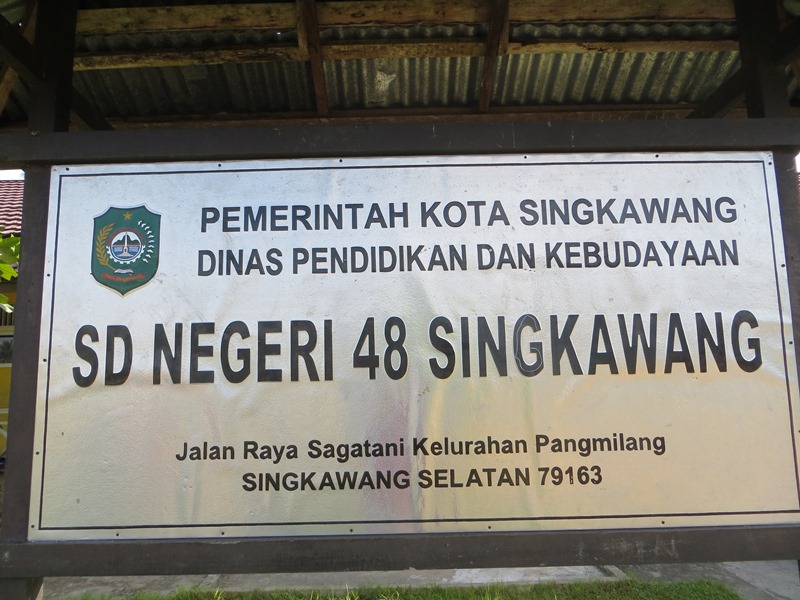 PEMERINTAH KOTA SINGKAWANG
DINAS PENDIDIKAN DAN KEBUDAYAAN
SD NEGERI 48 SINGKAWANG
Jalan Raya Sagatani Kelurahan Pangmilang
SINGKAWANG SELATAN 79163